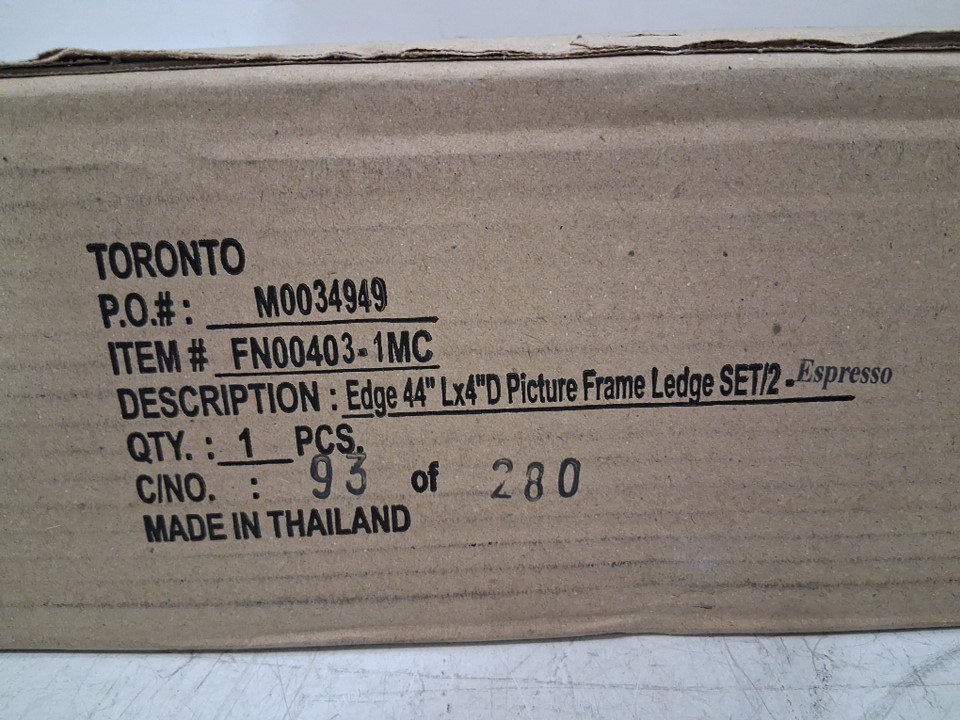 TORONTO
P.O.# : M0034949
ITEM # FN00403-1MC
DESCRIPTION : Edge 44" Lx4"D Picture Frame Ledge SET/2 - Espresso
QTY. : 1 PCS.
C/NO. : 93 of 280
MADE IN THAILAND